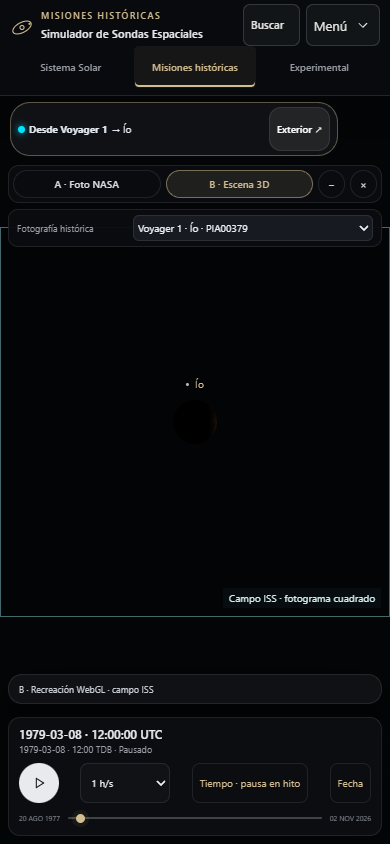 MISIONES HISTÓRICAS
Simulador de Sondas Espaciales
Buscar
Menú
Sistema Solar
Misiones históricas
Experimental
Desde Voyager 1 → Ío
Exterior ↗
A · Foto NASA
B · Escena 3D
−
×
Fotografía histórica
Voyager 1 · Ío · PIA00379
Ío
Campo ISS · fotograma cuadrado
B · Recreación WebGL · campo ISS
1979-03-08 · 12:00:00 UTC
1979-03-08 · 12:00 TDB · Pausado
1 h/s
Tiempo · pausa en hito
Fecha
20 AGO 1977
02 NOV 2026